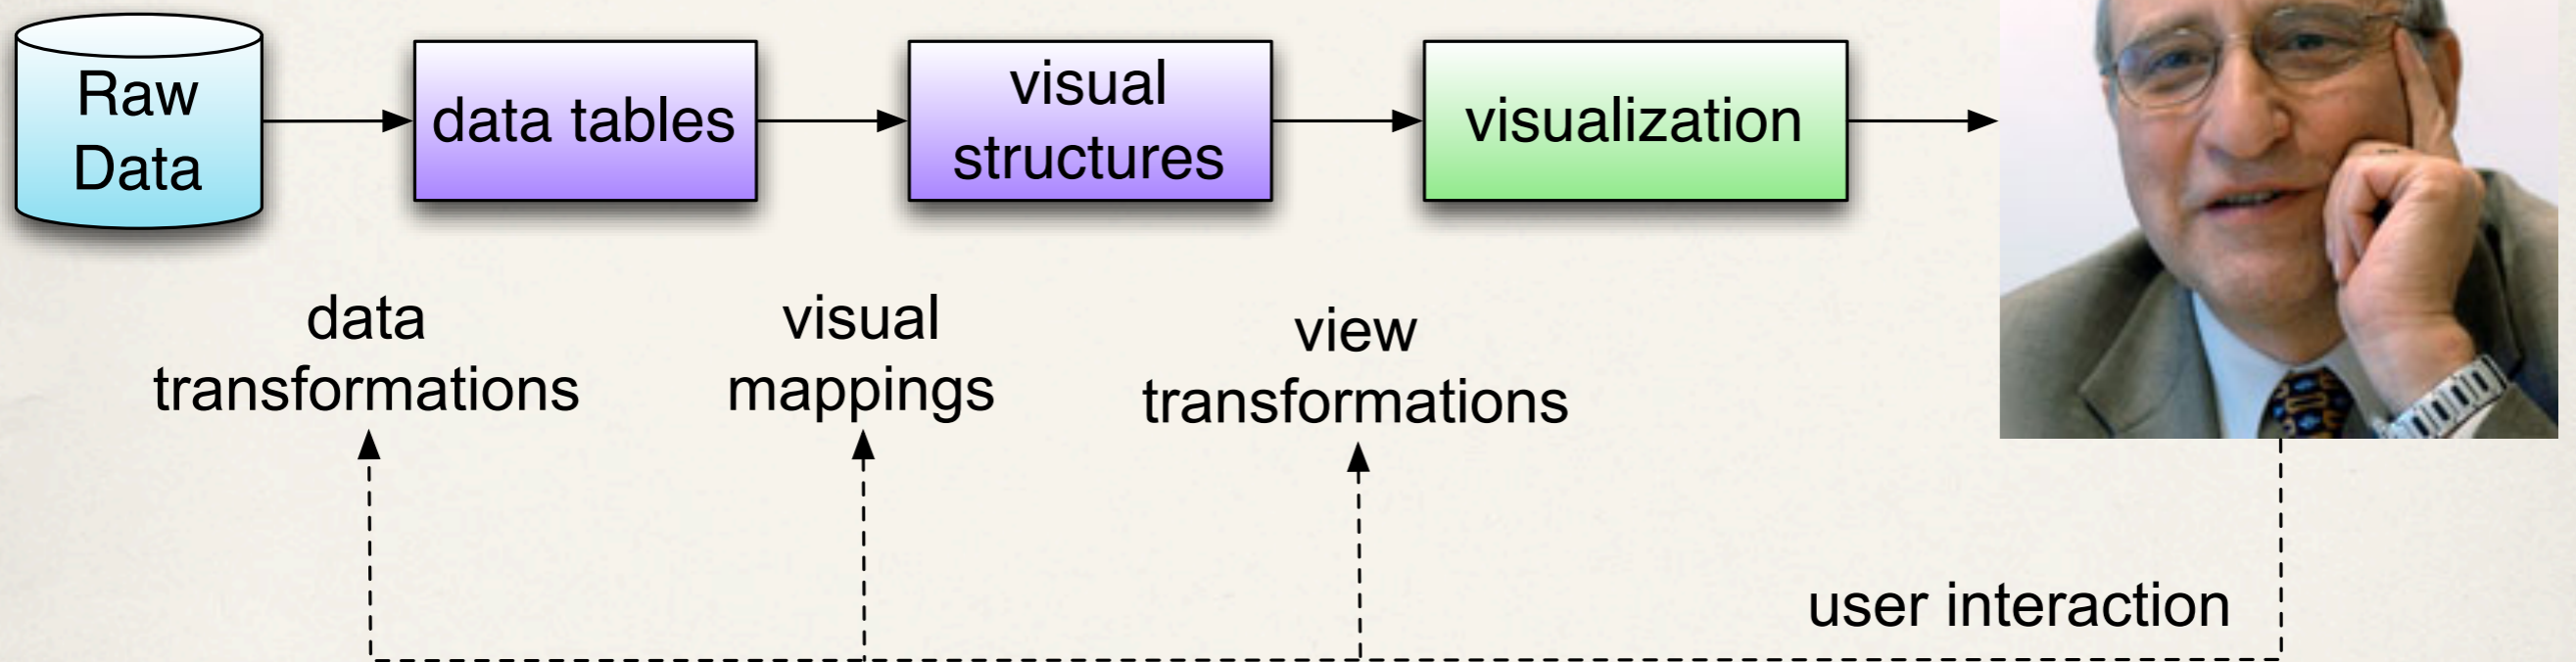 Raw
Data
data tables
visual
structures
visualization
data
transformations
visual
mappings
view
transformations
user interaction